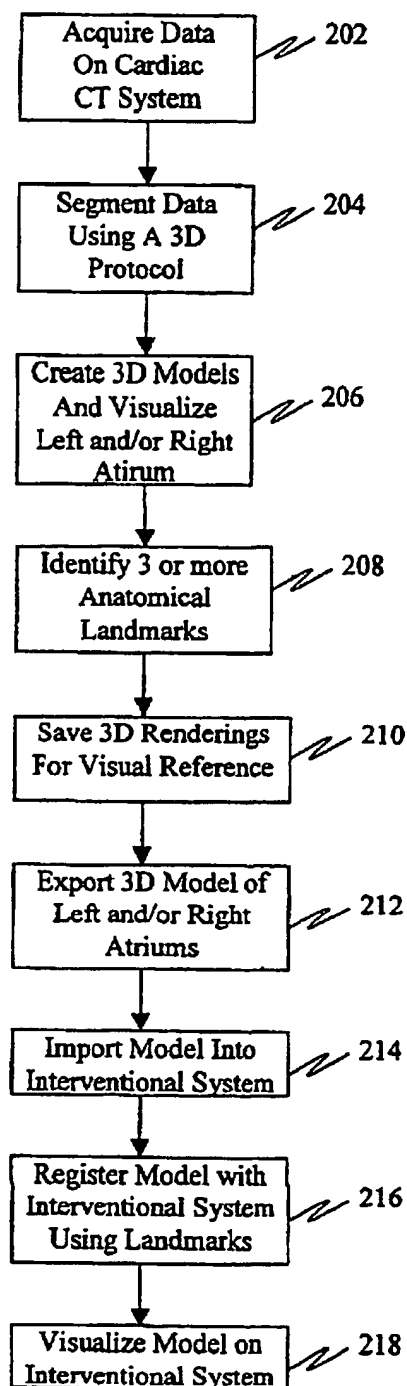 Acquire Data
On Cardiac
CT System
202
Segment Data
Using A 3D
Protocol
204
Create 3D Models
And Visualize
Left and/or Right
Atirum
206
Identify 3 or more
Anatomical
Landmarks
208
Save 3D Renderings
For Visual Reference
210
Export 3D Model of
Left and/or Right
Atriums
212
Import Model Into
Interventional System
214
Register Model with
Interventional System
Using Landmarks
216
Visualize Model on
Interventional System
218